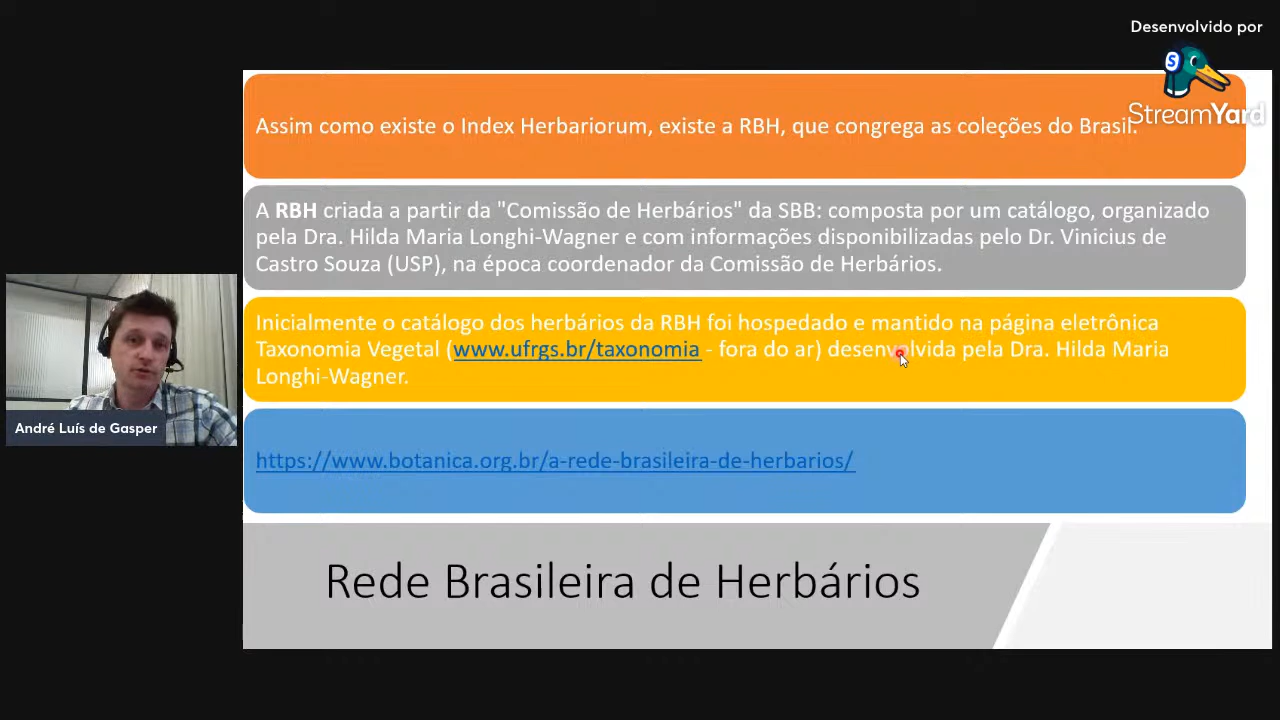 Desenvolvido por
StreamYard
Assim como existe o Index Herbariorum, existe a RBH, que congrega as coleções do Brasil.
A RBH criada a partir da "Comissão de Herbários" da SBB: composta por um catálogo, organizado
pela Dra. Hilda Maria Longhi-Wagner e com informações disponibilizadas pelo Dr. Vinicius de
Castro Souza (USP), na época coordenador da Comissão de Herbários.
Inicialmente o catálogo dos herbários da RBH foi hospedado e mantido na página eletrônica
Taxonomia Vegetal (www.ufrgs.br/taxonomia - fora do ar) desenvolvida pela Dra. Hilda Maria
Longhi-Wagner.
André Luís de Gasper
https://www.botanica.org.br/a-rede-brasileira-de-herbarios/
Rede Brasileira de Herbários